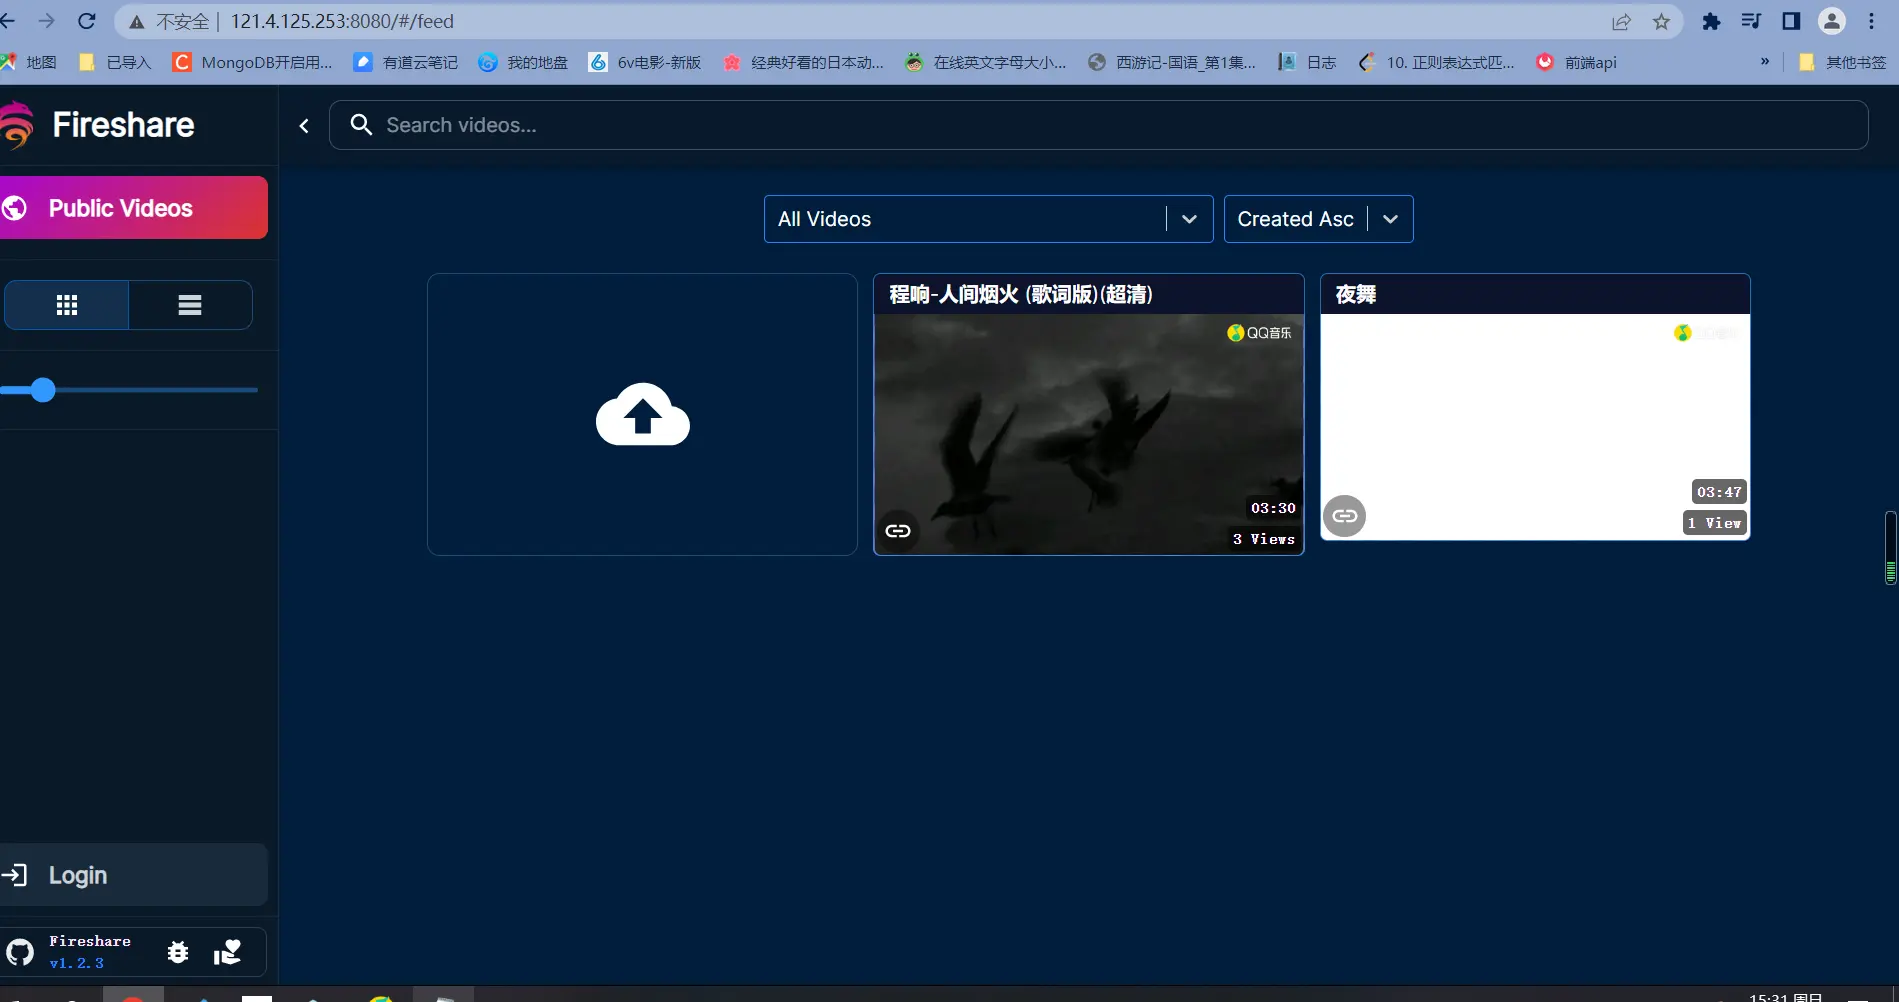 不安全 | 121.4.125.253:8080/#/feed
地图 已导入 MongoDB开启用... 有道云笔记 我的地盘 6v电影-新版 经典好看的日本动... 在线英文字母大小... 西游记-国语_第1集... 日志 10. 正则表达式匹... 前端api » 其他书签
Fireshare
Search videos...
Public Videos
All Videos
Created Asc
程响-人间烟火 (歌词版)(超清)
QQ音乐
03:30
3 Views
夜舞
03:47
1 View
Login
Fireshare
v1.2.3
15:31 周日